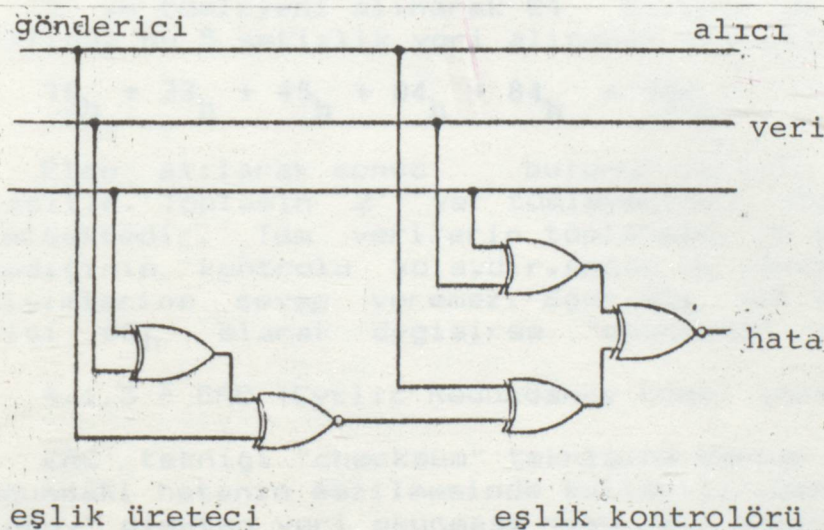 gönderici alıcı
veri
hata
eşlik üreteci eşlik kontrolörü